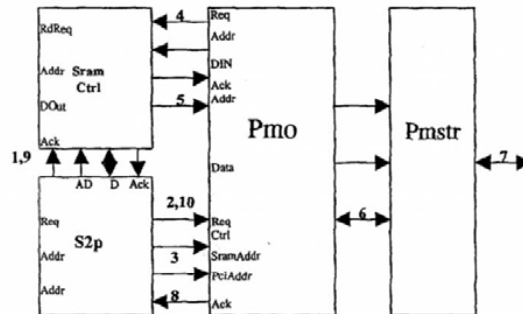 RdReq
Addr
Sram
Ctrl
DOut
Ack
4
5
Req
Addr
DIN
Ack
Addr
Pmo
Data
Req
Ctrl
SramAddr
PciAddr
Ack
Pmstr
7
6
1,9
AD D Ack
2,10
Req
S2p
Addr
3
Addr
8